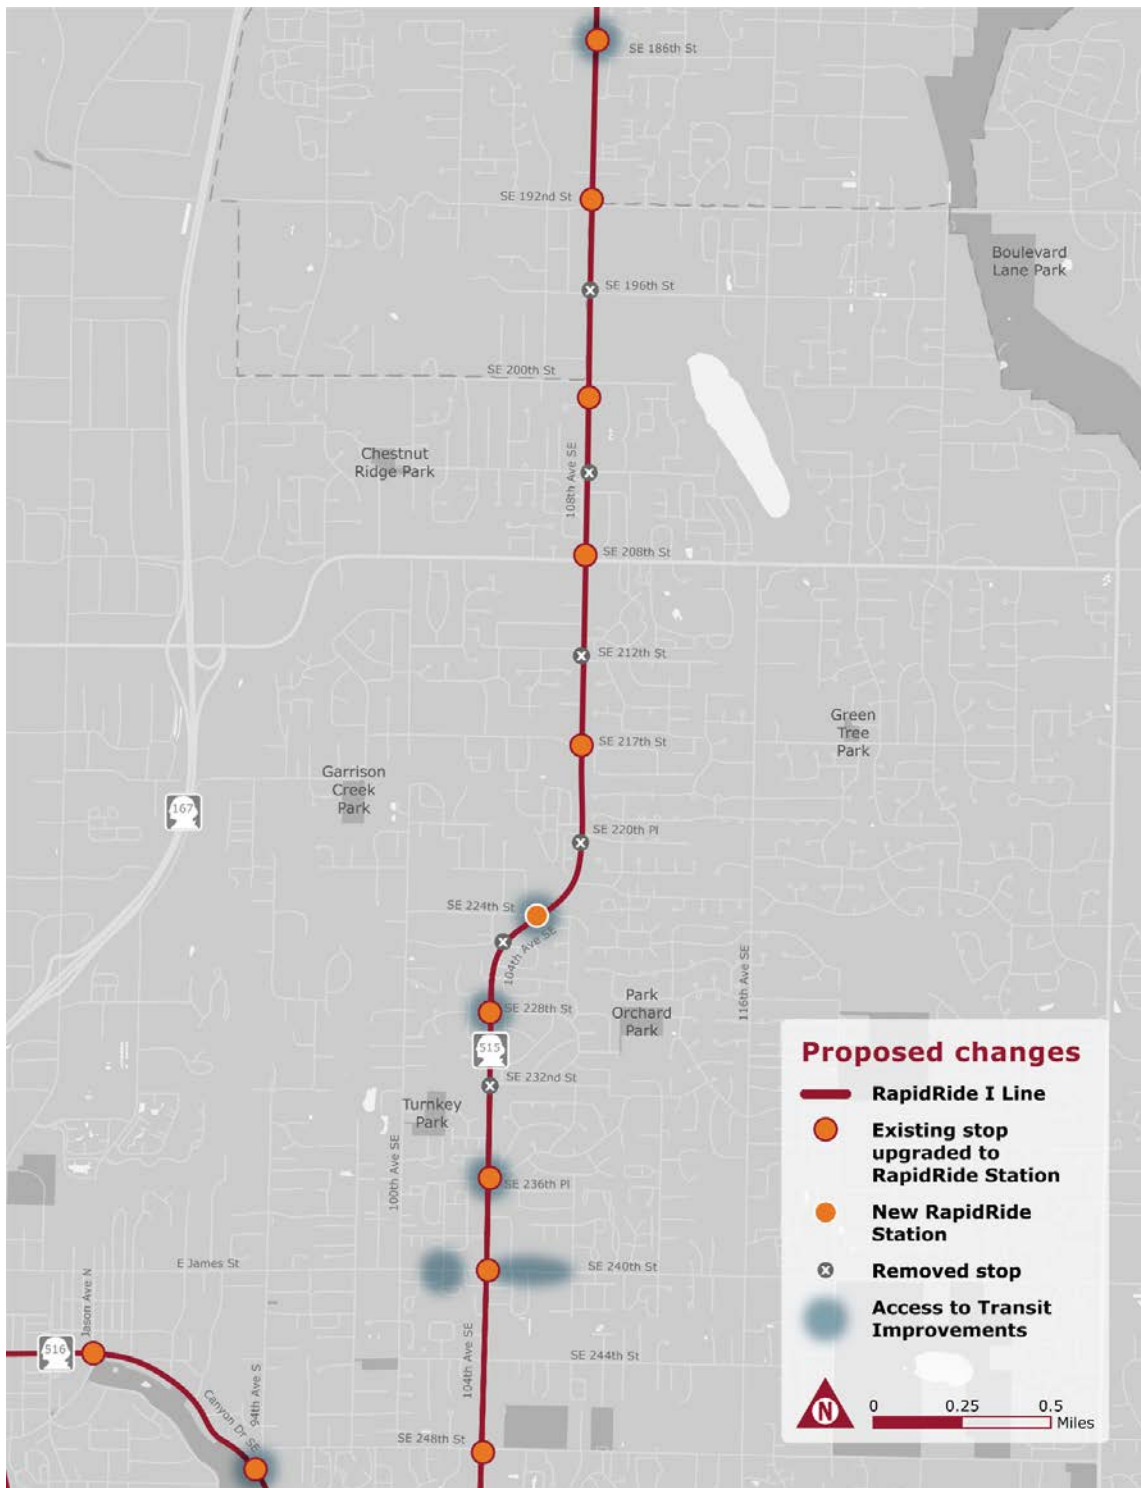 SE 186th St
SE 192nd St
Boulevard
Lane Park
SE 196th St
SE 200th St
Chestnut
Ridge Park
108th Ave SE
SE 208th St
SE 212th St
Green
Tree
Park
SE 217th St
Garrison
Creek
Park
167
SE 220th Pl
SE 224th St
104th Ave SE
116th Ave SE
Park
Orchard
Park
SE 228th St
515
SE 232nd St
Turnkey
Park
100th Ave SE
SE 236th Pl
E James St
SE 240th St
Jason Ave N
516
104th Ave SE
SE 244th St
94th Ave S
Canyon Dr SE
SE 248th St
Proposed changes
RapidRide I Line
Existing stop
upgraded to
RapidRide Station
New RapidRide
Station
Removed stop
Access to Transit
Improvements
N
0 0.25 0.5
Miles